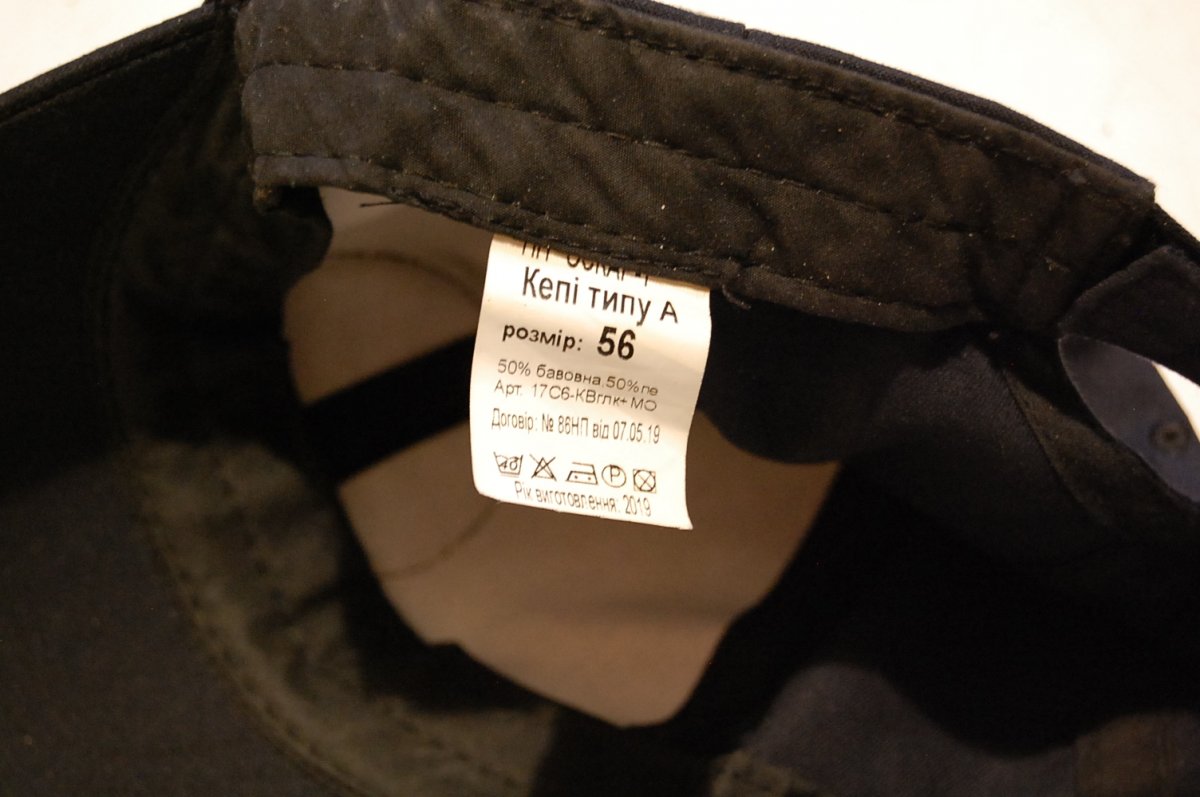 Кепі типу А
розмір: 56
50% бавовна,50%пе
Арт. 17С6-КВглк+МО
Договір: № 86НП від 07.05.19
40 P
Рік виготовлення: 2019